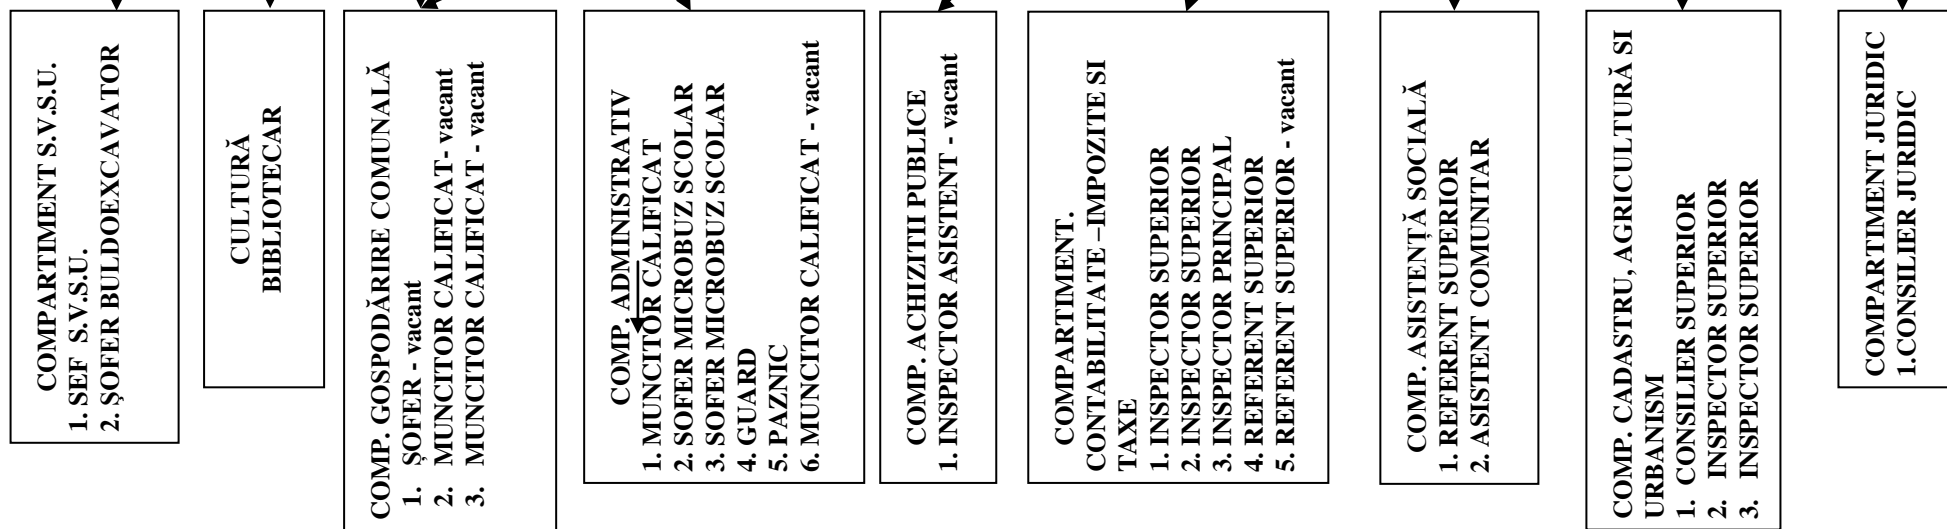 COMPARTIMENT S.V.S.U.
1. SEF S.V.S.U.
2. ȘOFER BULDOEXCAVATOR
CULTURĂ
BIBLIOTECAR
COMP. GOSPODĂRIRE COMUNALĂ
1. ȘOFER - vacant
2. MUNCITOR CALIFICAT- vacant
3. MUNCITOR CALIFICAT - vacant
COMP. ADMINISTRATIV
1. MUNCITOR CALIFICAT
2. SOFER MICROBUZ SCOLAR
3. SOFER MICROBUZ SCOLAR
4. GUARD
5. PAZNIC
6. MUNCITOR CALIFICAT - vacant
COMP. ACHIZITII PUBLICE
1. INSPECTOR ASISTENT - vacant
COMPARTIMENT.
CONTABILITATE –IMPOZITE SI
TAXE
1. INSPECTOR SUPERIOR
2. INSPECTOR SUPERIOR
3. INSPECTOR PRINCIPAL
4. REFERENT SUPERIOR
5. REFERENT SUPERIOR - vacant
COMP. ASISTENȚĂ SOCIALĂ
1. REFERENT SUPERIOR
2. ASISTENT COMUNITAR
COMP. CADASTRU, AGRICULTURĂ SI
URBANISM
1. CONSILIER SUPERIOR
2. INSPECTOR SUPERIOR
3. INSPECTOR SUPERIOR
COMPARTIMENT JURIDIC
1.CONSILIER JURIDIC